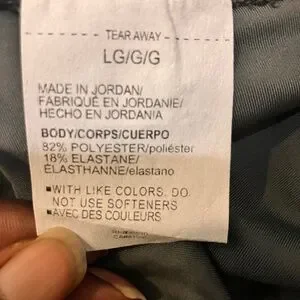 TEAR AWAY
LG/G/G
MADE IN JORDAN/
FABRIQUÉ EN JORDANIE/
HECHO EN JORDANIA
BODY/CORPS/CUERPO
82% POLYESTER/poliéster
18% ELASTANE/
ÉLASTHANNE/elastano
■WITH LIKE COLORS. DO
NOT USE SOFTENERS
■AVEC DES COULEURS